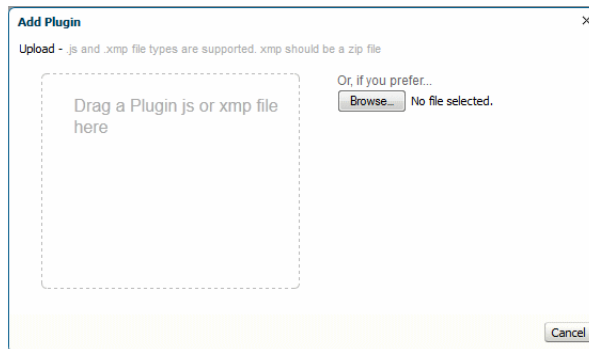 Add Plugin
Upload - .js and .xmp file types are supported. xmp should be a zip file
Drag a Plugin js or xmp file
here
Or, if you prefer...
Browse... No file selected.
Cancel